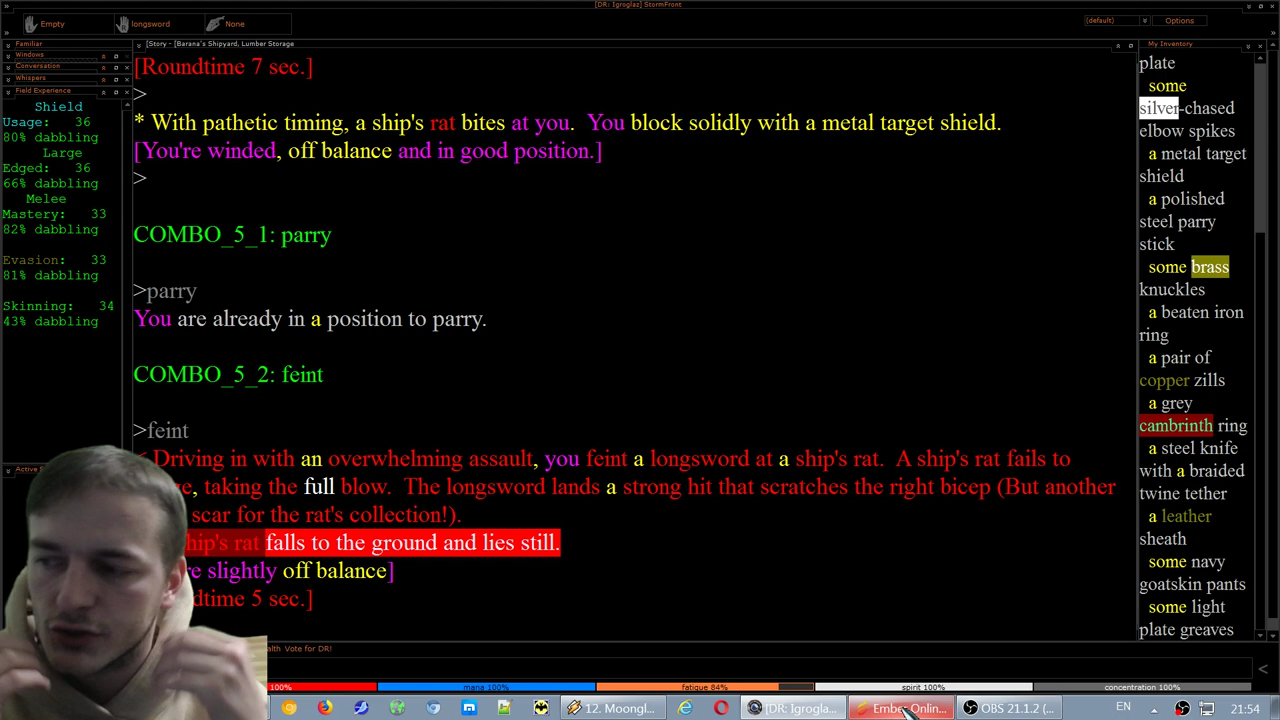 [DR: Igroglaz] StormFront
Empty
longsword
None
(default)
Options
Familiar
Windows
Conversation
Whispers
Field Experience
Shield
Usage: 36
80% dabbling
Large
Edged: 36
66% dabbling
Melee
Mastery: 33
82% dabbling
Evasion: 33
81% dabbling
Skinning: 34
43% dabbling
[Story - [Barana's Shipyard, Lumber Storage
[Roundtime 7 sec.]
>
* With pathetic timing, a ship's rat bites at you. You block solidly with a metal target shield.
[You're winded, off balance and in good position.]
>
COMBO_5_1: parry
>parry
You are already in a position to parry.
COMBO_5_2: feint
>feint
< Driving in with an overwhelming assault, you feint a longsword at a ship's rat. A ship's rat fails to
taking the full blow. The longsword lands a strong hit that scratches the right bicep (But another
scar for the rat's collection!).
rat falls to the ground and lies still.
slightly off balance]
5 sec.]
Vote for DR!
My Inventory
plate
some
silver-chased
elbow spikes
a metal target
shield
a polished
steel parry
stick
some brass
knuckles
a beaten iron
ring
a pair of
copper zills
a grey
cambrinth ring
a steel knife
with a braided
twine tether
a leather
sheath
some navy
goatskin pants
some light
plate greaves
<
100%
mana 100%
fatigue 84%
spirit 100%
concentration 100%
12. Moongl...
[DR: Igrogla...
Ember Onlin...
OBS 21.1.2 (...
EN
21:54